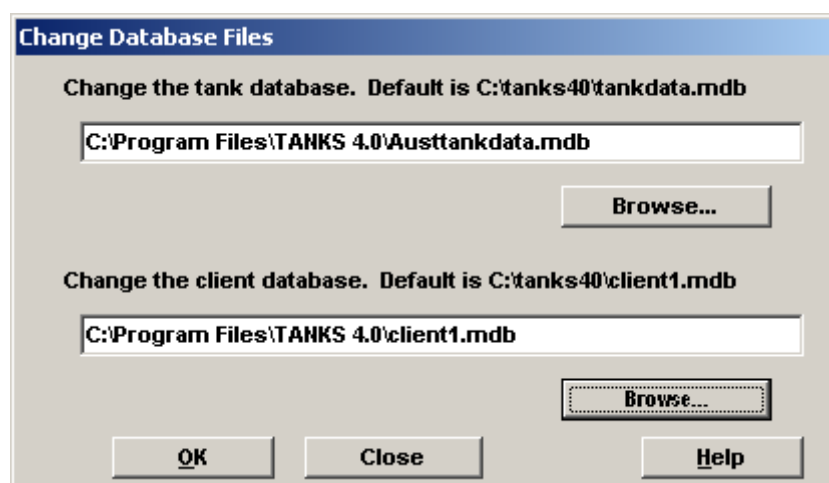 Change Database Files
Change the tank database. Default is C:\tanks40\tankdata.mdb
C:\Program Files\TANKS 4.0\Austtankdata.mdb
Browse...
Change the client database. Default is C:\tanks40\client1.mdb
C:\Program Files\TANKS 4.0\client1.mdb
Browse...
OK Close Help